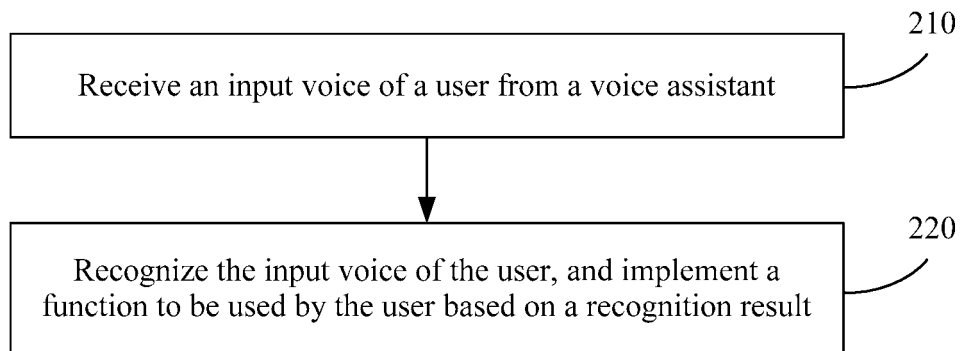 210
Receive an input voice of a user from a voice assistant
220
Recognize the input voice of the user, and implement a
function to be used by the user based on a recognition result